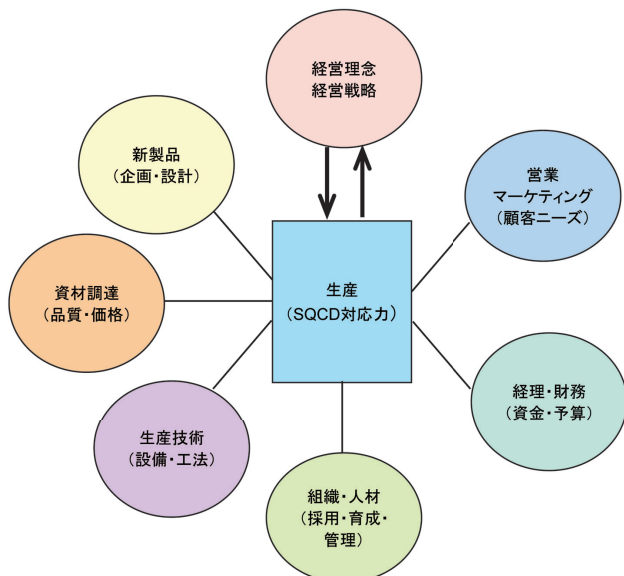 経営理念
経営戦略
新製品
（企画・設計）
営業
マーケティング
（顧客ニーズ）
生産
（SQCD対応力）
資材調達
（品質・価格）
経理・財務
（資金・予算）
生産技術
（設備・工法）
組織・人材
（採用・育成・
管理）